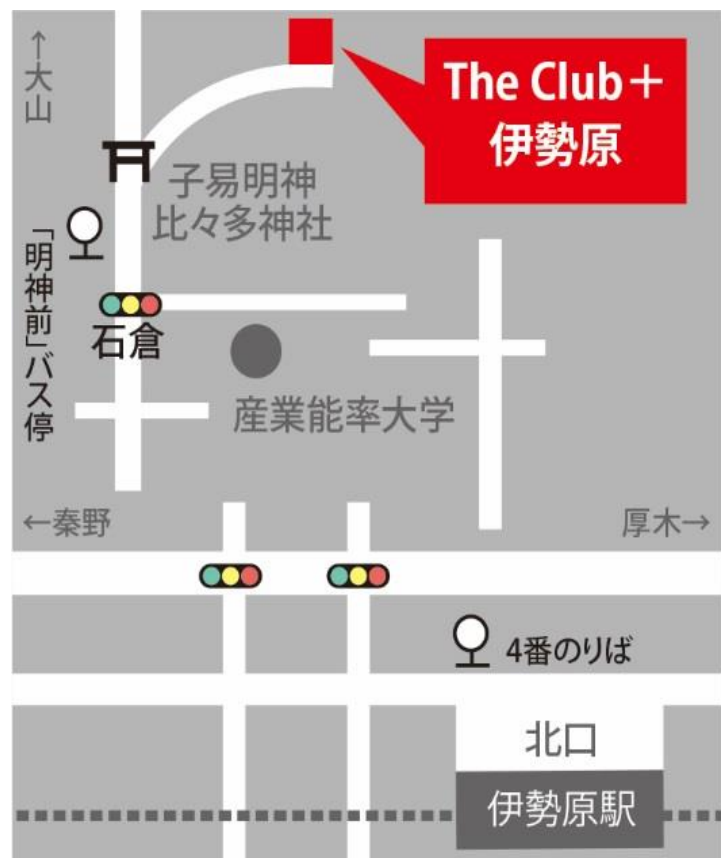 ↑大山
The Club＋
伊勢原
子易明神
比々多神社
「明神前」バス停
石倉
産業能率大学
←秦野
厚木→
4番のりば
北口
伊勢原駅